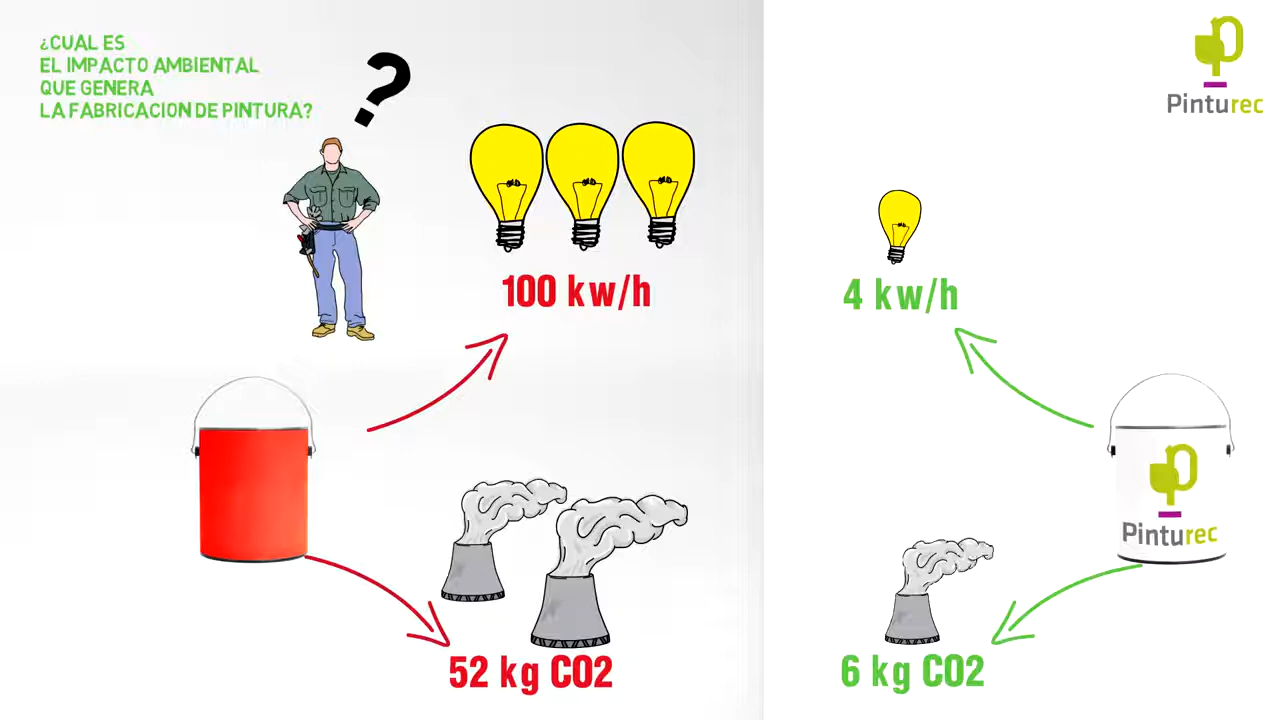 ¿CUAL ES
EL IMPACTO AMBIENTAL
QUE GENERA
LA FABRICACION DE PINTURA?
?
Pinturec
100 kw/h
4 kw/h
Pinturec
52 kg CO2
6 kg CO2